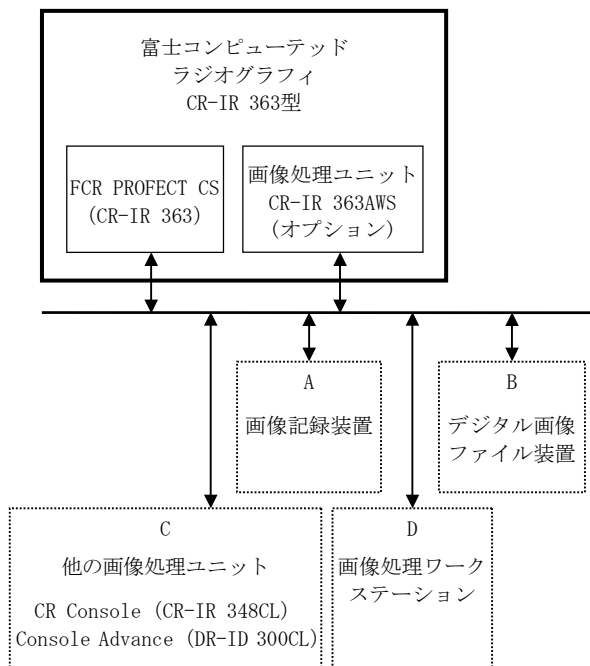 富士コンピューテッド
ラジオグラフィ
CR-IR 363型
FCR PROFECT CS
(CR-IR 363)
画像処理ユニット
CR-IR 363AWS
(オプション)
A
画像記録装置
B
デジタル画像
ファイル装置
C
他の画像処理ユニット
CR Console (CR-IR 348CL)
Console Advance (DR-ID 300CL)
D
画像処理ワーク
ステーション